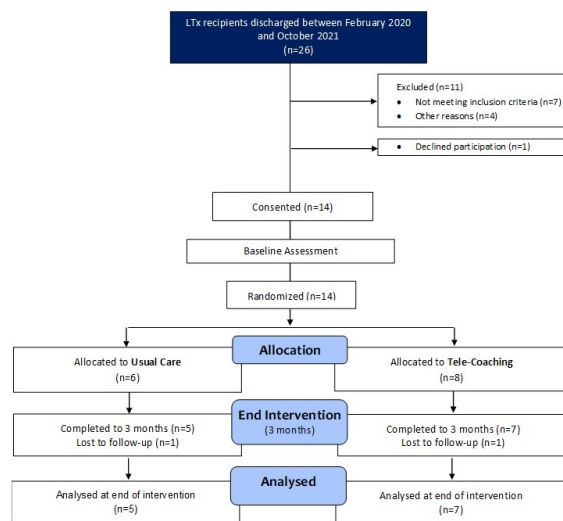 LTx recipients discharged between February 2020
and October 2021
(n=26)
Excluded (n=11)
• Not meeting inclusion criteria (n=7)
• Other reasons (n=4)
• Declined participation (n=1)
Consented (n=14)
Baseline Assessment
Randomized (n=14)
Allocation
Allocated to Usual Care
(n=6)
Allocated to Tele-Coaching
(n=8)
End Intervention
(3 months)
Completed to 3 months (n=5)
Lost to follow-up (n=1)
Completed to 3 months (n=7)
Lost to follow-up (n=1)
Analysed
Analysed at end of intervention
(n=5)
Analysed at end of intervention
(n=7)